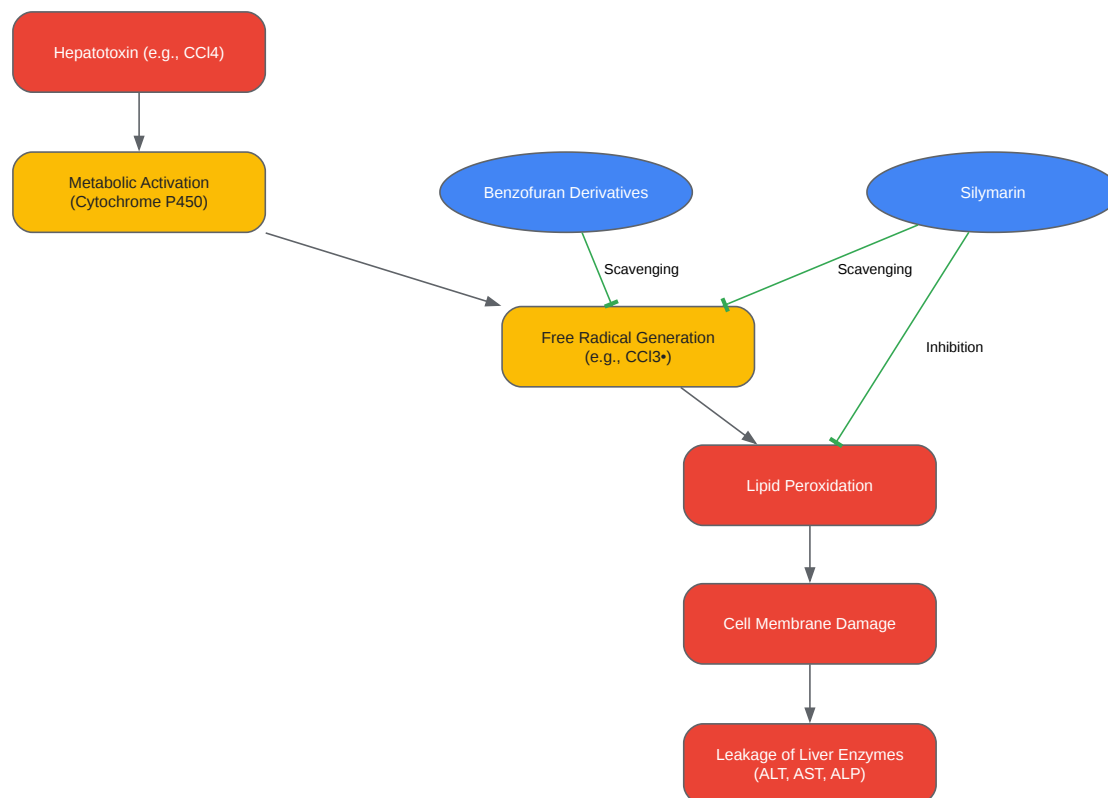 Hepatotoxin (e.g., CCl4)
Metabolic Activation
(Cytochrome P450)
Benzofuran Derivatives
Silymarin
Scavenging
Scavenging
Free Radical Generation
(e.g., CCl3•)
Inhibition
Lipid Peroxidation
Cell Membrane Damage
Leakage of Liver Enzymes
(ALT, AST, ALP)